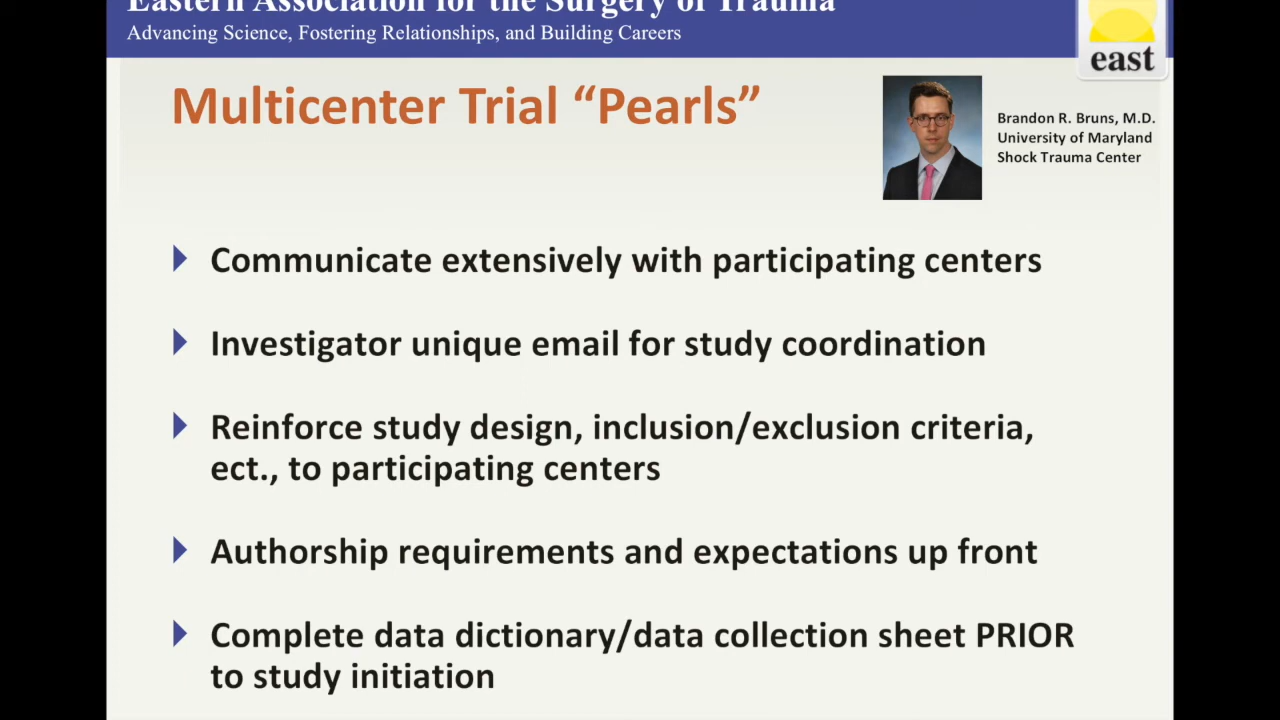 Eastern Association for the Surgery of Trauma
Advancing Science, Fostering Relationships, and Building Careers
east
Multicenter Trial “Pearls”
Brandon R. Bruns, M.D.
University of Maryland
Shock Trauma Center
Communicate extensively with participating centers
Investigator unique email for study coordination
Reinforce study design, inclusion/exclusion criteria,
ect., to participating centers
Authorship requirements and expectations up front
Complete data dictionary/data collection sheet PRIOR
to study initiation